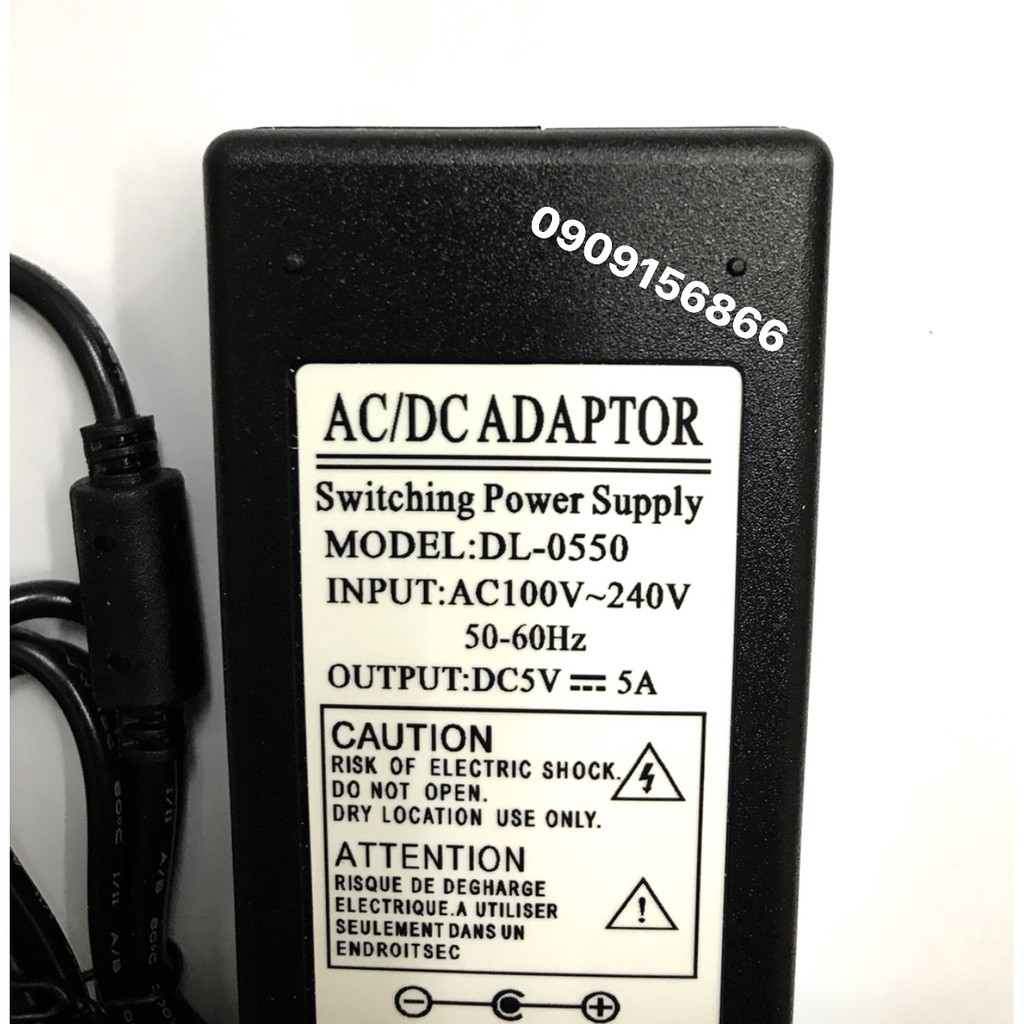 0909156866
AC/DC ADAPTOR
Switching Power Supply
MODEL:DL-0550
INPUT:AC100V~240V
50-60Hz
OUTPUT:DC5V ⎓ 5A
CAUTION
RISK OF ELECTRIC SHOCK.
DO NOT OPEN.
DRY LOCATION USE ONLY.
ATTENTION
RISQUE DE DEGHARGE
ELECTRIQUE.A UTILISER
SEULEMENT DANS UN
ENDROITSEC